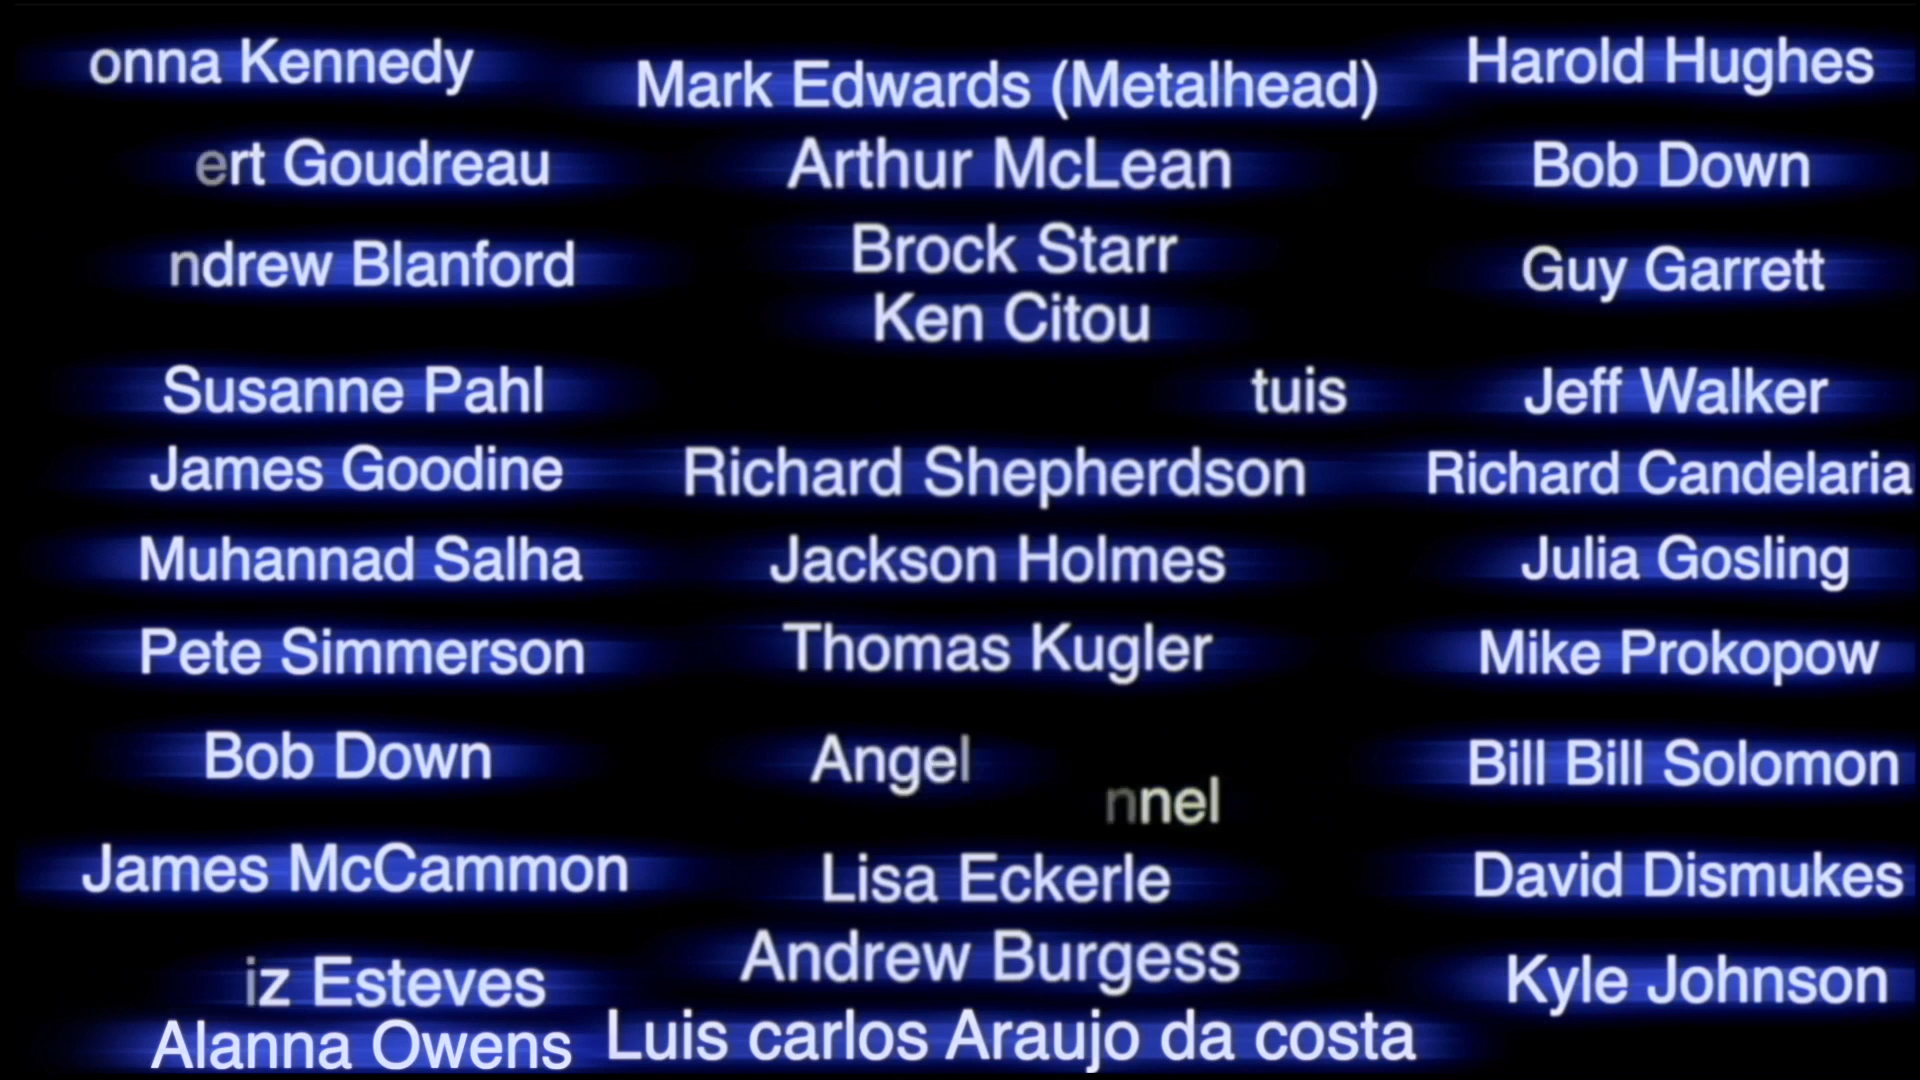 onna Kennedy
Mark Edwards (Metalhead)
Harold Hughes
ert Goudreau
Arthur McLean
Bob Down
ndrew Blanford
Brock Starr
Guy Garrett
Ken Citou
Susanne Pahl
tuis
Jeff Walker
James Goodine
Richard Shepherdson
Richard Candelaria
Muhannad Salha
Jackson Holmes
Julia Gosling
Pete Simmerson
Thomas Kugler
Mike Prokopow
Bob Down
Angel
nnel
Bill Bill Solomon
James McCammon
Lisa Eckerle
David Dismukes
iz Esteves
Andrew Burgess
Kyle Johnson
Alanna Owens
Luis carlos Araujo da costa